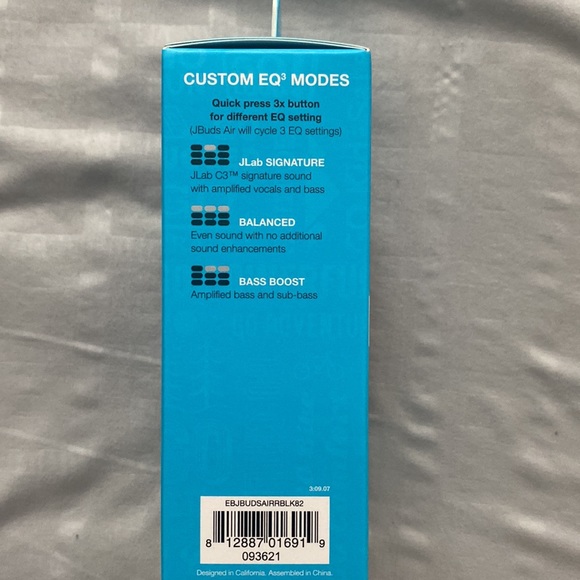 CUSTOM EQ³ MODES
Quick press 3x button
for different EQ setting
(JBuds Air will cycle 3 EQ settings)
JLab SIGNATURE
JLab C3™ signature sound
with amplified vocals and bass
BALANCED
Even sound with no additional
sound enhancements
BASS BOOST
Amplified bass and sub-bass
3:09.07
EBJBUDSAIRRBLK82
8 12887 01691 9
093621
Designed in California. Assembled in China.